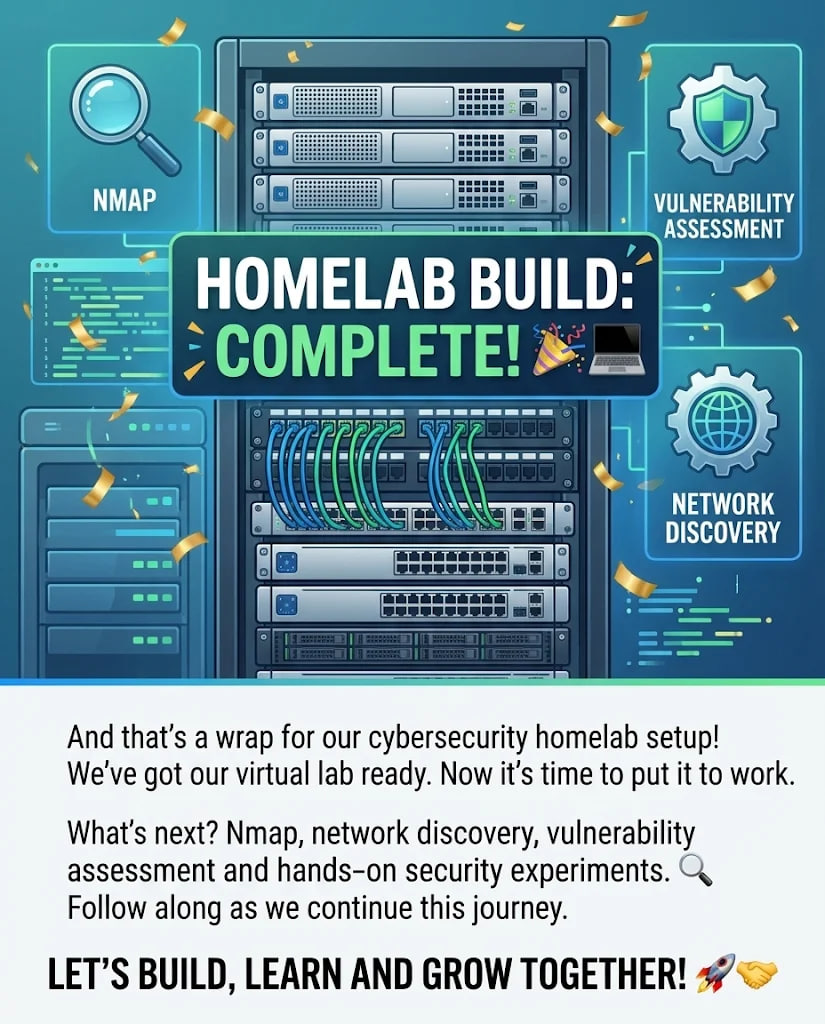 NMAP
VULNERABILITY
ASSESSMENT
HOMELAB BUILD:
COMPLETE! 🎉💻
NETWORK
DISCOVERY
And that's a wrap for our cybersecurity homelab setup!
We've got our virtual lab ready. Now it's time to put it to work.
What's next? Nmap, network discovery, vulnerability
assessment and hands-on security experiments. 🔍
Follow along as we continue this journey.
LET'S BUILD, LEARN AND GROW TOGETHER! 🚀🤝